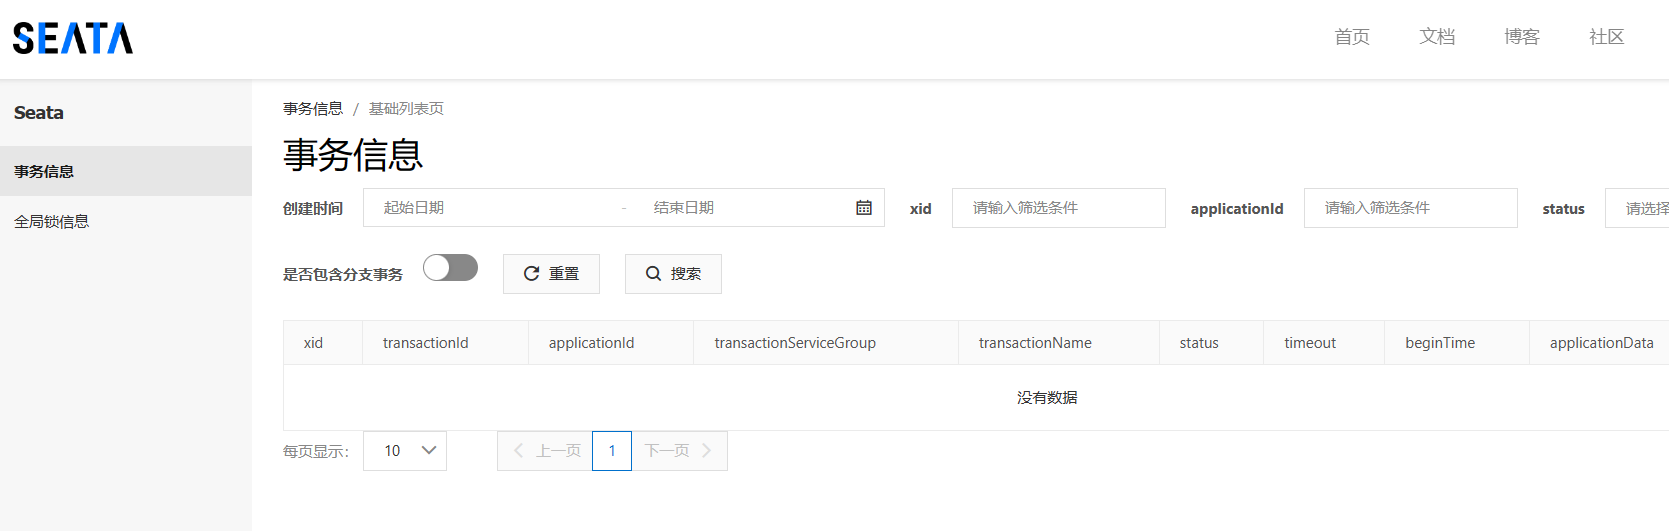 SEATA
首页 文档 博客 社区
Seata
事务信息
全局锁信息
事务信息 / 基础列表页
事务信息
创建时间 起始日期 - 结束日期 xid 请输入筛选条件 applicationId 请输入筛选条件 status 请选择
是否包含分支事务 重置 搜索
xid transactionId applicationId transactionServiceGroup transactionName status timeout beginTime applicationData
没有数据
每页显示: 10 上一页 1 下一页